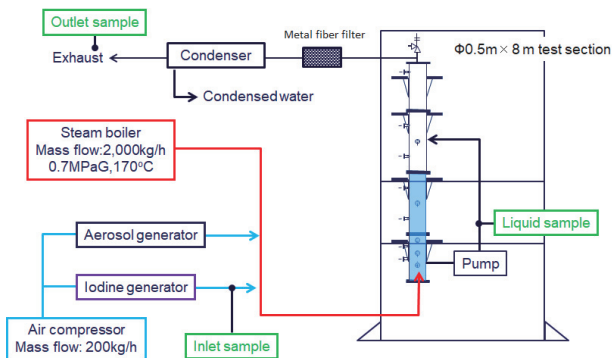 Outlet sample
Exhaust
Condenser
Metal fiber filter
Φ0.5m×8m test section
Condensed water
Steam boiler
Mass flow:2,000kg/h
0.7MPaG,170℃
Aerosol generator
Liquid sample
Pump
Iodine generator
Air compressor
Mass flow: 200kg/h
Inlet sample